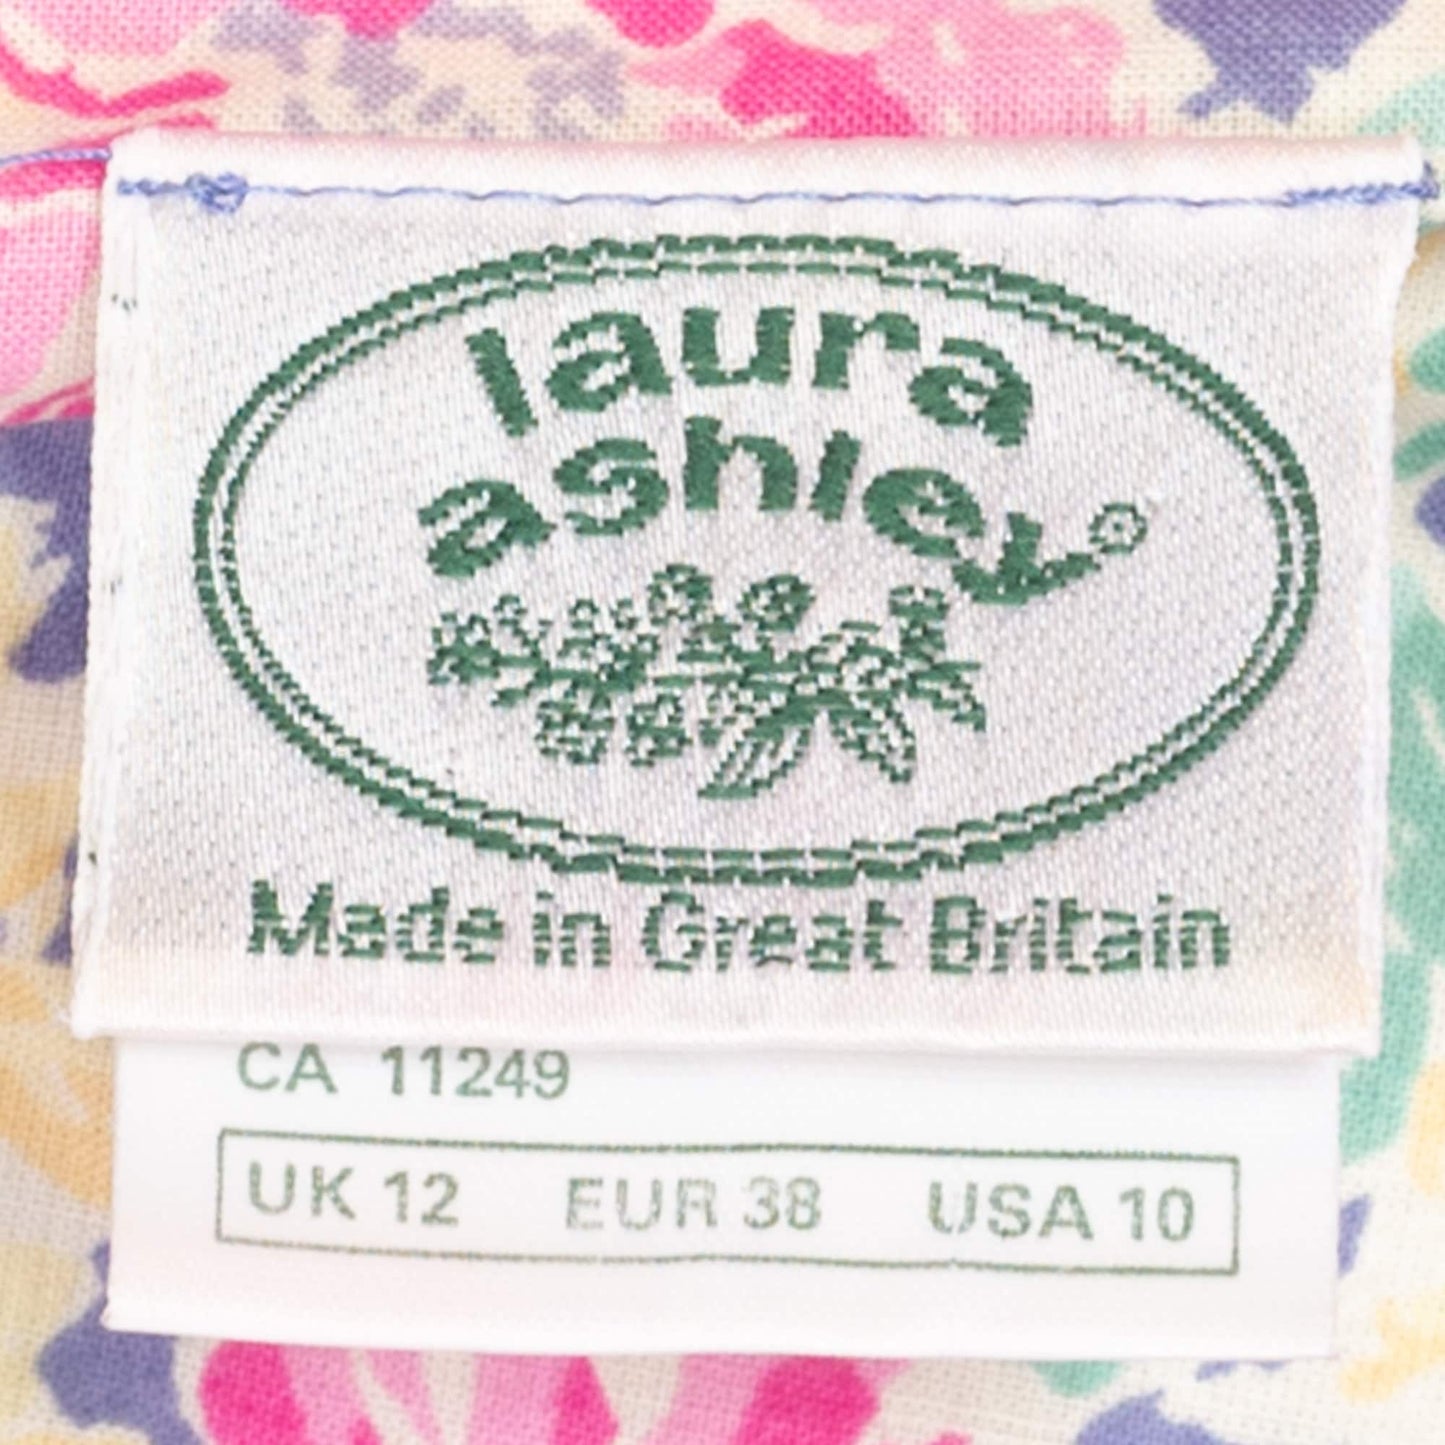 laura
ashley®
Made in Great Britain
CA 11249
UK 12 EUR 38 USA 10